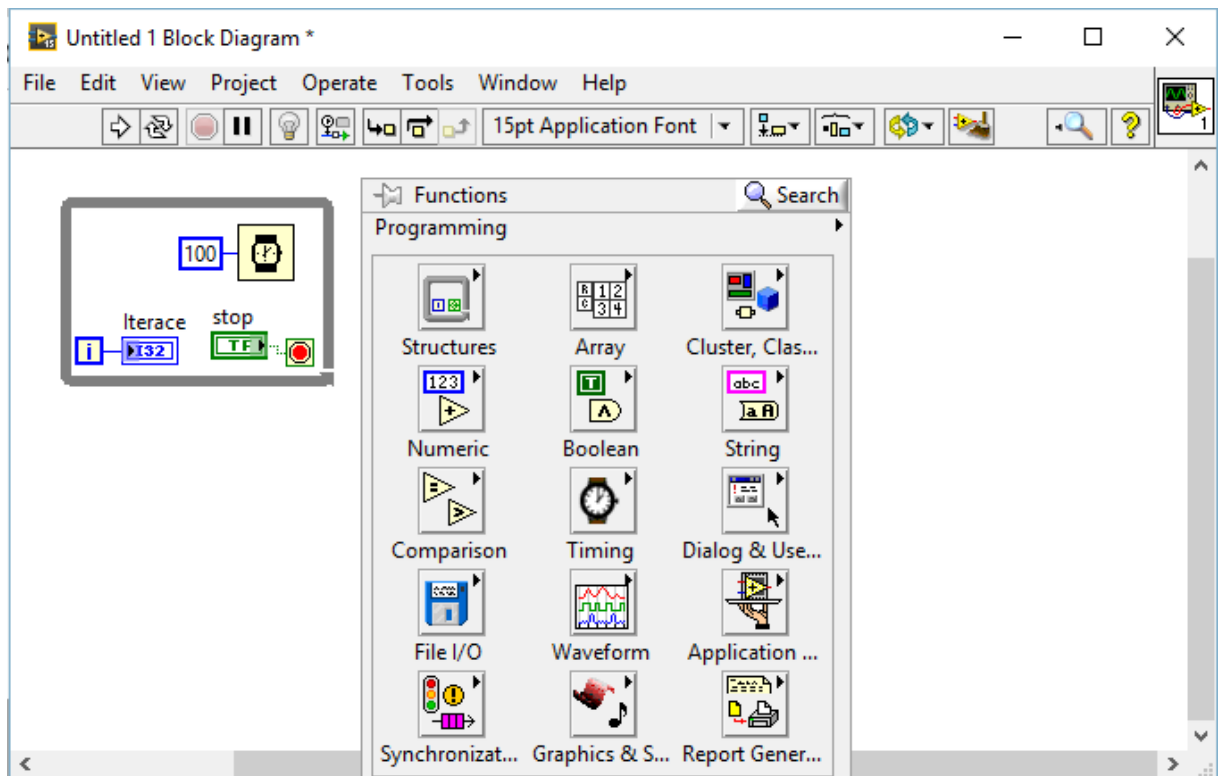 Untitled 1 Block Diagram *
File Edit View Project Operate Tools Window Help
15pt Application Font
1
Functions Search
Programming
100
Iterace stop
i I32 TF
Structures Array Cluster, Clas...
123 abc
Numeric Boolean String
Comparison Timing Dialog & Use...
File I/O Waveform Application ...
Synchronizat... Graphics & S... Report Gener...